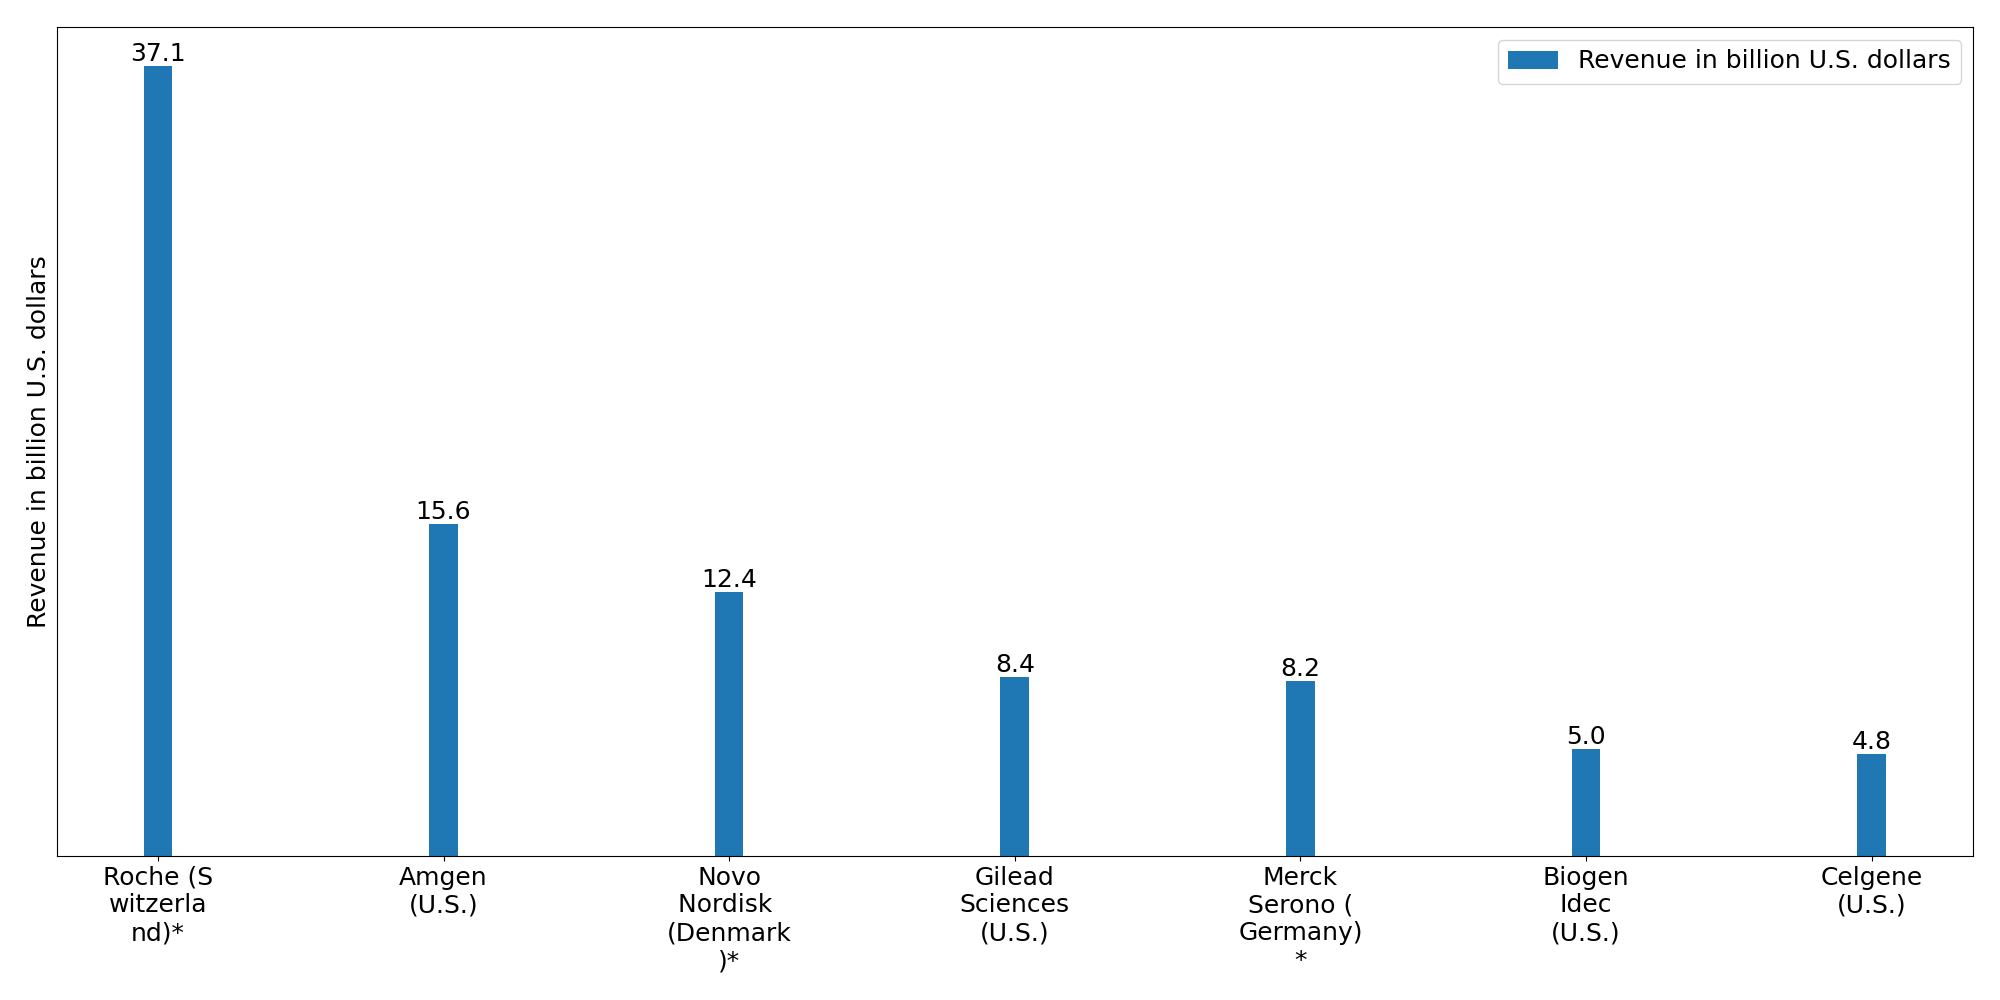 Revenue in billion U.S. dollars
Revenue in billion U.S. dollars
37.1
15.6
12.4
8.4
8.2
5.0
4.8
Roche (S
witzerla
nd)*
Amgen
(U.S.)
Novo
Nordisk
(Denmark
)*
Gilead
Sciences
(U.S.)
Merck
Serono (
Germany)
*
Biogen
Idec
(U.S.)
Celgene
(U.S.)